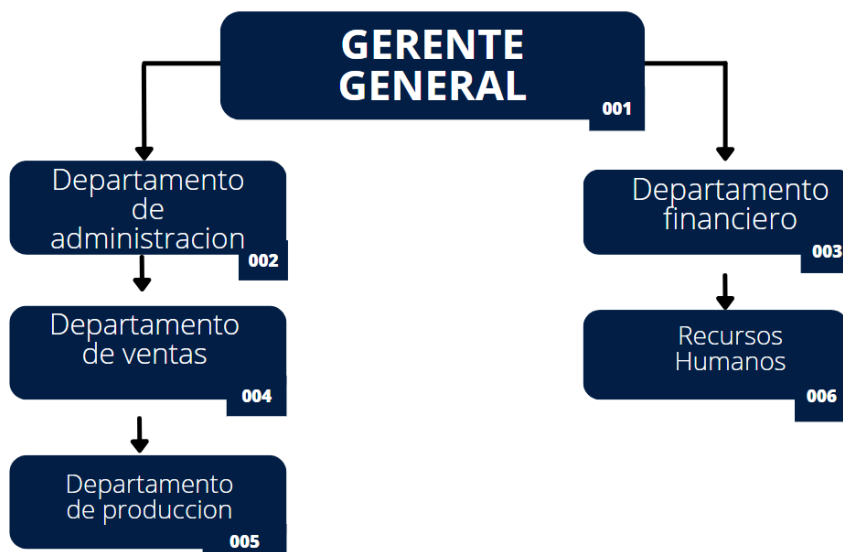 GERENTE
GENERAL
001
Departamento
de
administracion
002
Departamento
financiero
003
Departamento
de ventas
004
Recursos
Humanos
006
Departamento
de produccion
005